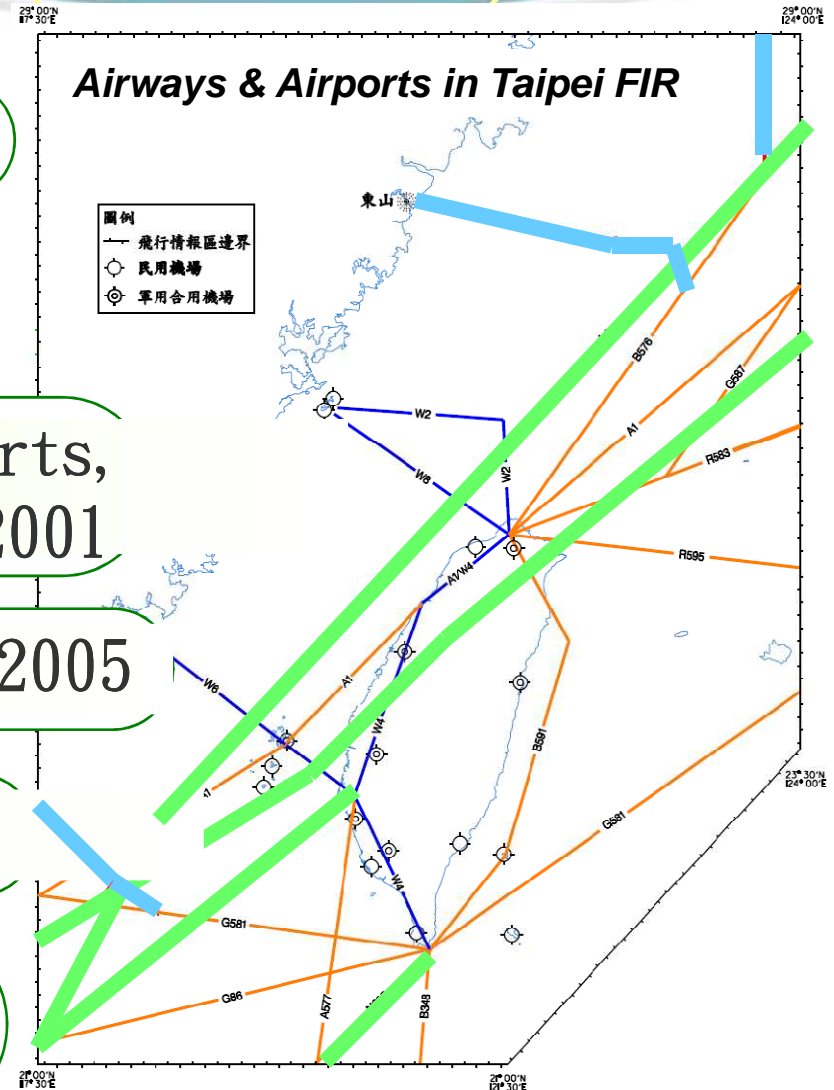 29° 00'N
117° 30'E
29° 00'N
124° 00'E
Airways & Airports in Taipei FIR
東山
圖例
飛行情報區邊界
民用機場
軍用合用機場
B576
G587
W2
A1
W8
W2
R583
rts,
2001
R595
A1/W4
2005
W6
A1
W4
B591
23° 30'N
124° 00'E
A1
G581
W4
G581
G86
A577
B348
21° 00'N
117° 30'E
21° 00'N
121° 30'E